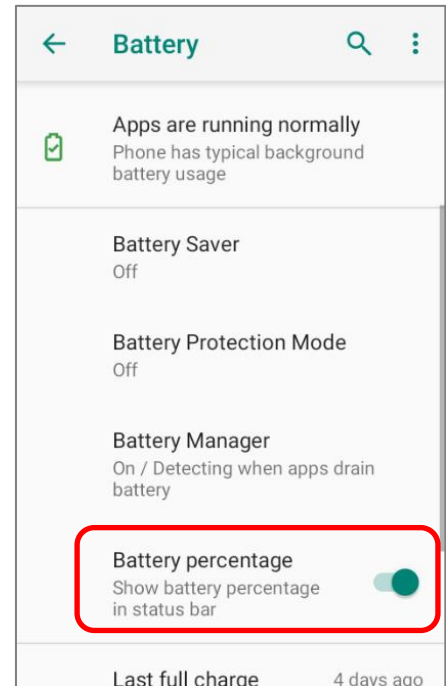 Battery
Apps are running normally
Phone has typical background
battery usage
Battery Saver
Off
Battery Protection Mode
Off
Battery Manager
On / Detecting when apps drain
battery
Battery percentage
Show battery percentage
in status bar
Last full charge 4 days ago